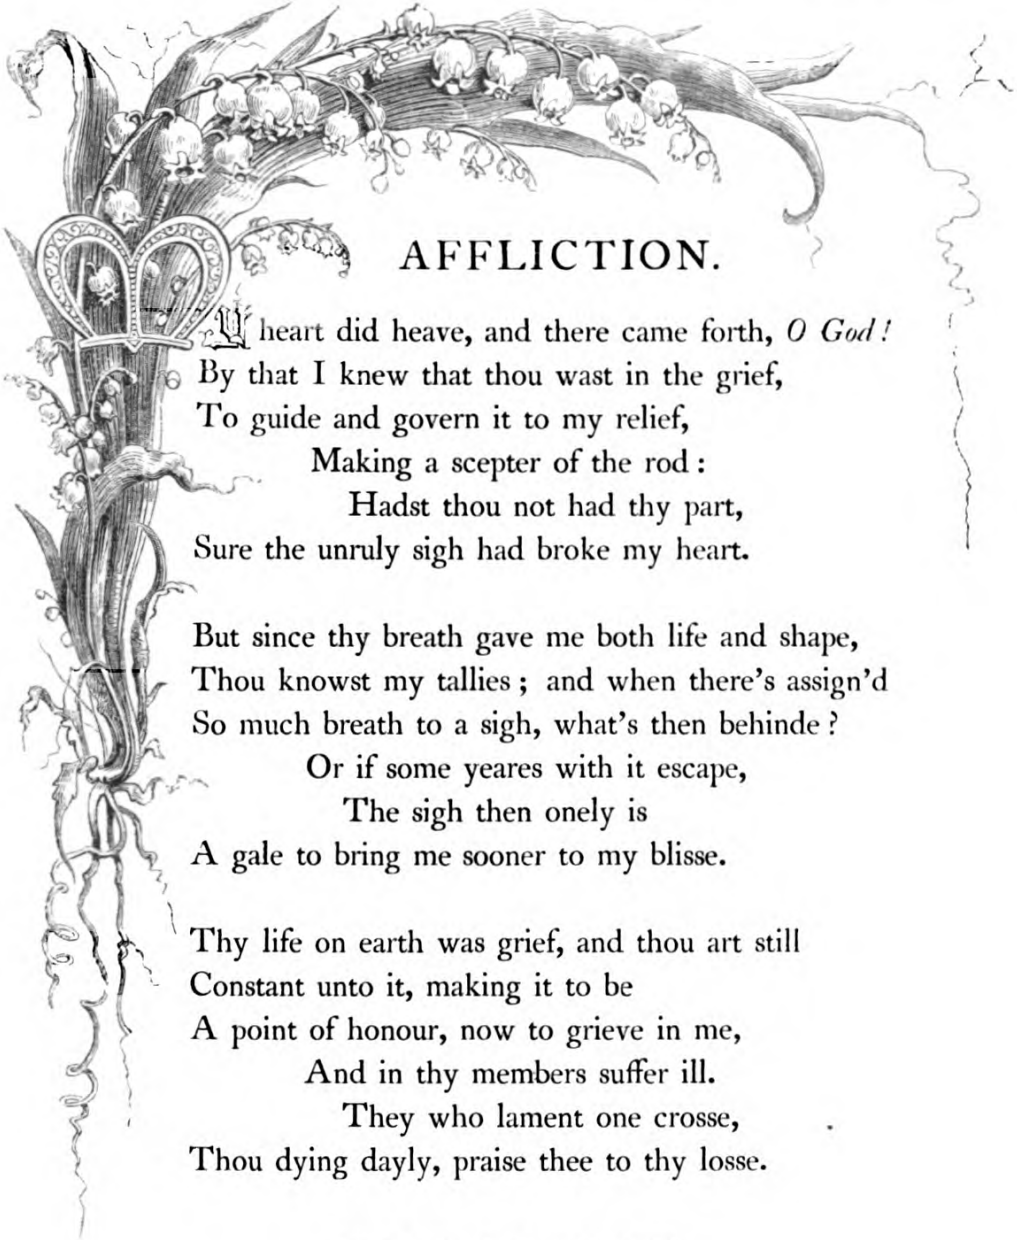 AFFLICTION.
My heart did heave, and there came forth, O God!
By that I knew that thou wast in the grief,
To guide and govern it to my relief,
Making a scepter of the rod :
Hadst thou not had thy part,
Sure the unruly sigh had broke my heart.
But since thy breath gave me both life and shape,
Thou knowst my tallies ; and when there's assign'd
So much breath to a sigh, what's then behinde ?
Or if some yeares with it escape,
The sigh then onely is
A gale to bring me sooner to my blisse.
Thy life on earth was grief, and thou art still
Constant unto it, making it to be
A point of honour, now to grieve in me,
And in thy members suffer ill.
They who lament one crosse,
Thou dying dayly, praise thee to thy losse.